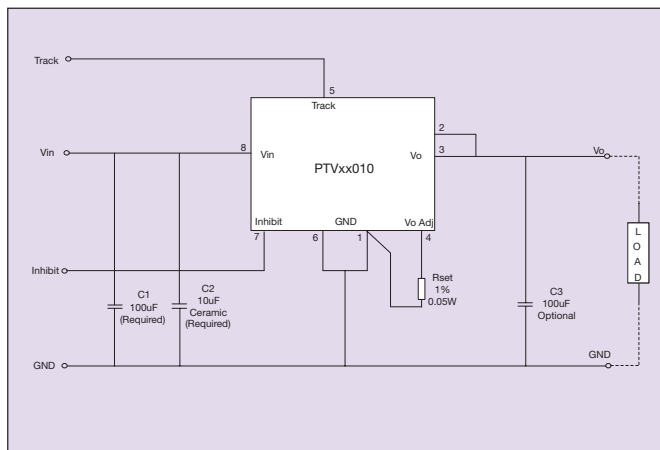 Track
5
Track
2
Vin
8
Vin
Vo
3
Vo
PTVxx010
Inhibit
GND
Vo Adj
7
6
1
4
L
O
A
D
Inhibit
C1
100uF
(Required)
C2
10uF
Ceramic
(Required)
Rset
1%
0.05W
C3
100uF
Optional
GND
GND